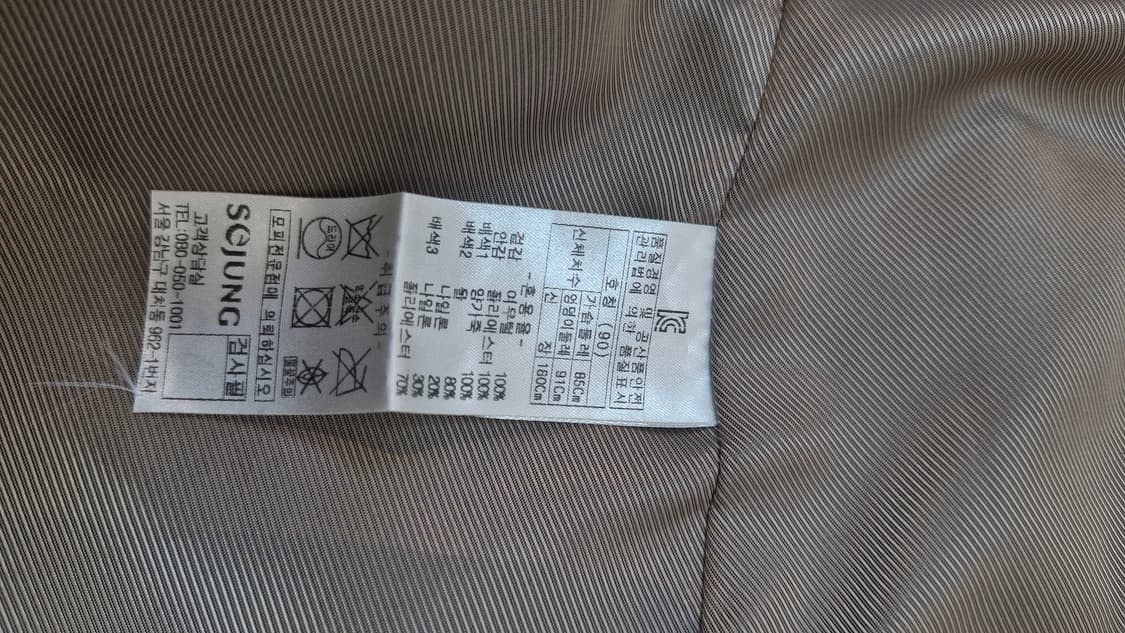 품질경영 및 공산품안전
관리법에 의한 품질표시
호칭 (90)
신체치수 가슴둘레 85Cm
엉덩이둘레 91Cm
신 장 160Cm
-혼용율-
겉감 여우털 100%
안감 폴리에스터 100%
배색1 양가죽 100%
배색2 80%
나일론 20%
배색3 나일론 30%
폴리에스터 70%
-취급주의-
드라이
모피전문점에 의뢰하십시오
SeJUNG 검사필
고객상담실
TEL:080-050-1001
서울 강남구 대치동 962-1번지